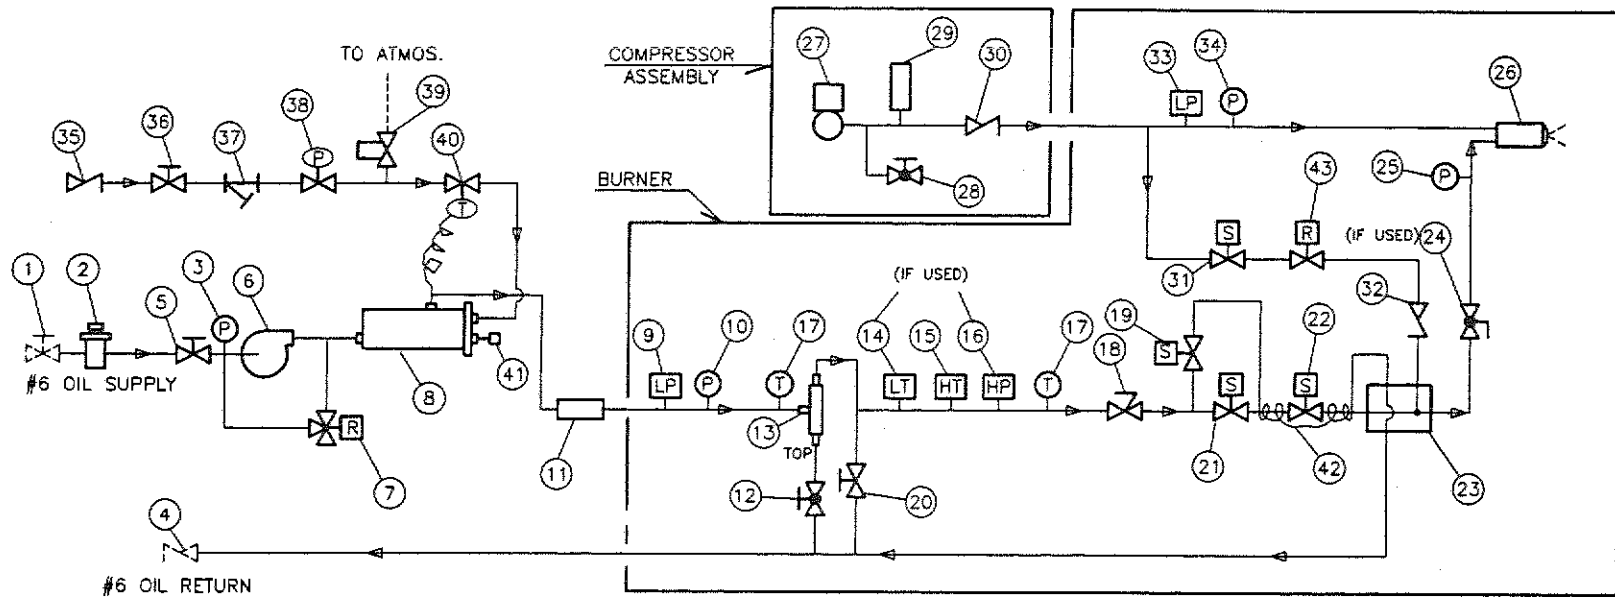 TO ATMOS.
COMPRESSOR
ASSEMBLY
27
29
30
33
34
26
35
36
37
38
P
39
40
T
LP
P
28
25
P
43
BURNER
S
R
(IF USED)
24
31
32
1
2
3
5
6
P
(IF USED)
9
10
17
14
15
16
17
18
19
S
22
LP
P
T
LT
HT
HP
T
S
S
#6 OIL SUPPLY
8
41
13
TOP
R
7
11
12
20
21
42
23
4
#6 OIL RETURN